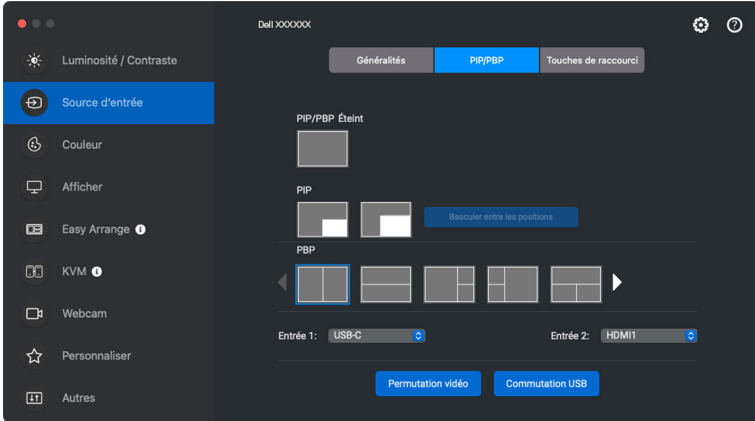 Dell XXXXXX
Luminosité / Contraste
Source d'entrée
Couleur
Afficher
Easy Arrange
KVM
Webcam
Personnaliser
Autres
Généralités
PIP/PBP
Touches de raccourci
PIP/PBP Éteint
PIP
Basculer entre les positions
PBP
Entrée 1: USB-C
Entrée 2: HDMI1
Permutation vidéo
Commutation USB